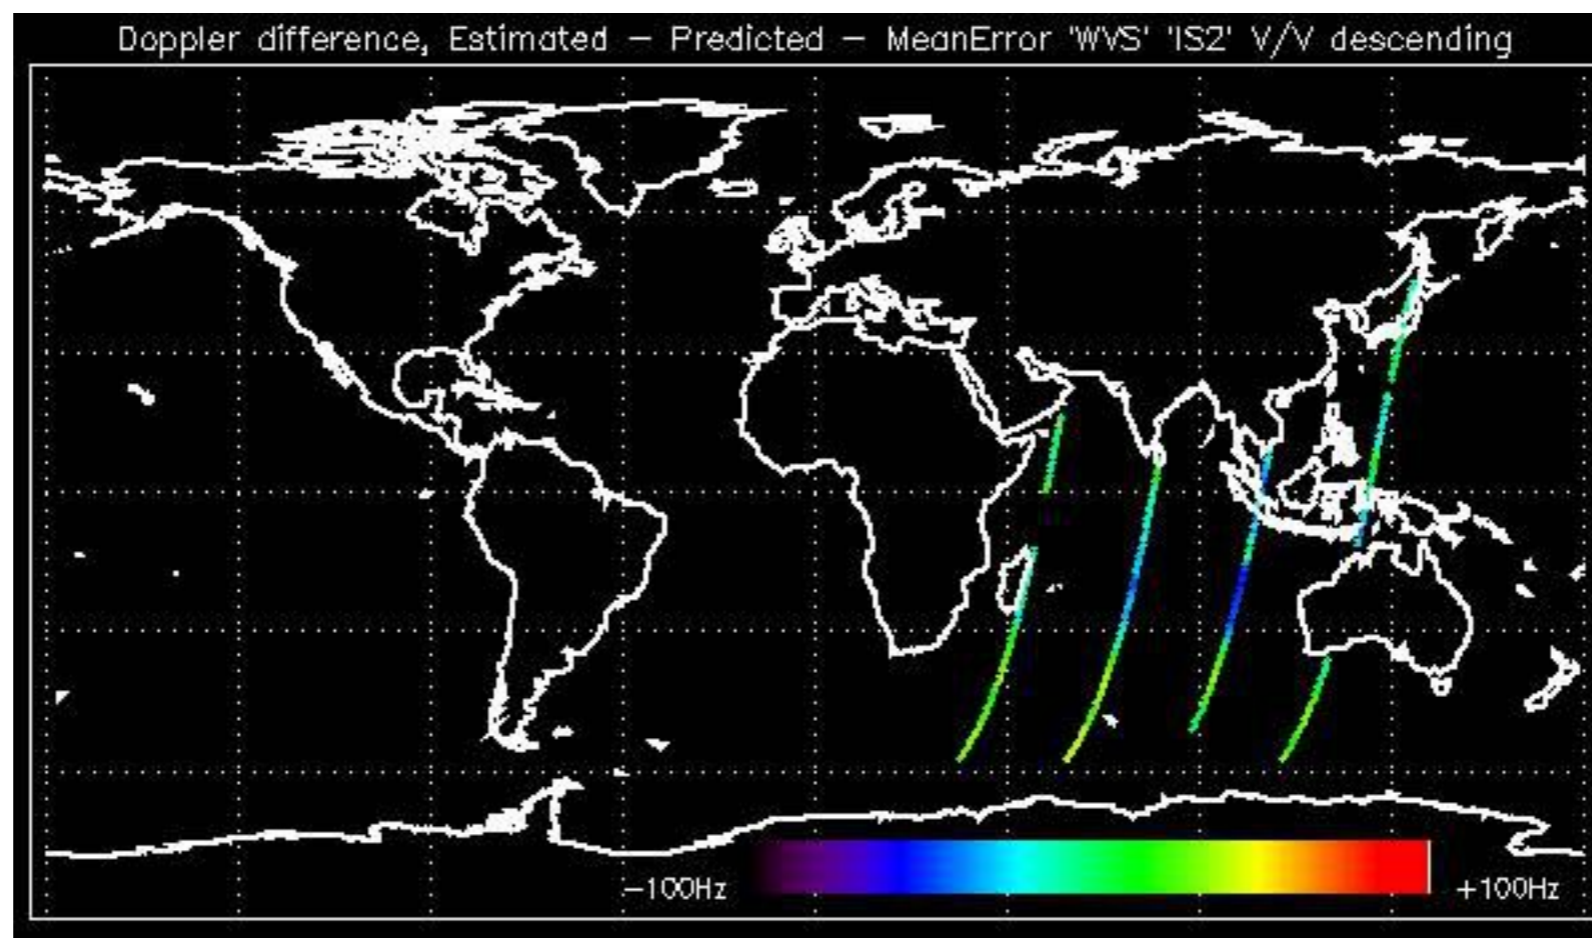 Doppler difference, Estimated − Predicted − MeanError 'WVS' 'IS2' V/V descending
−100Hz
+100Hz